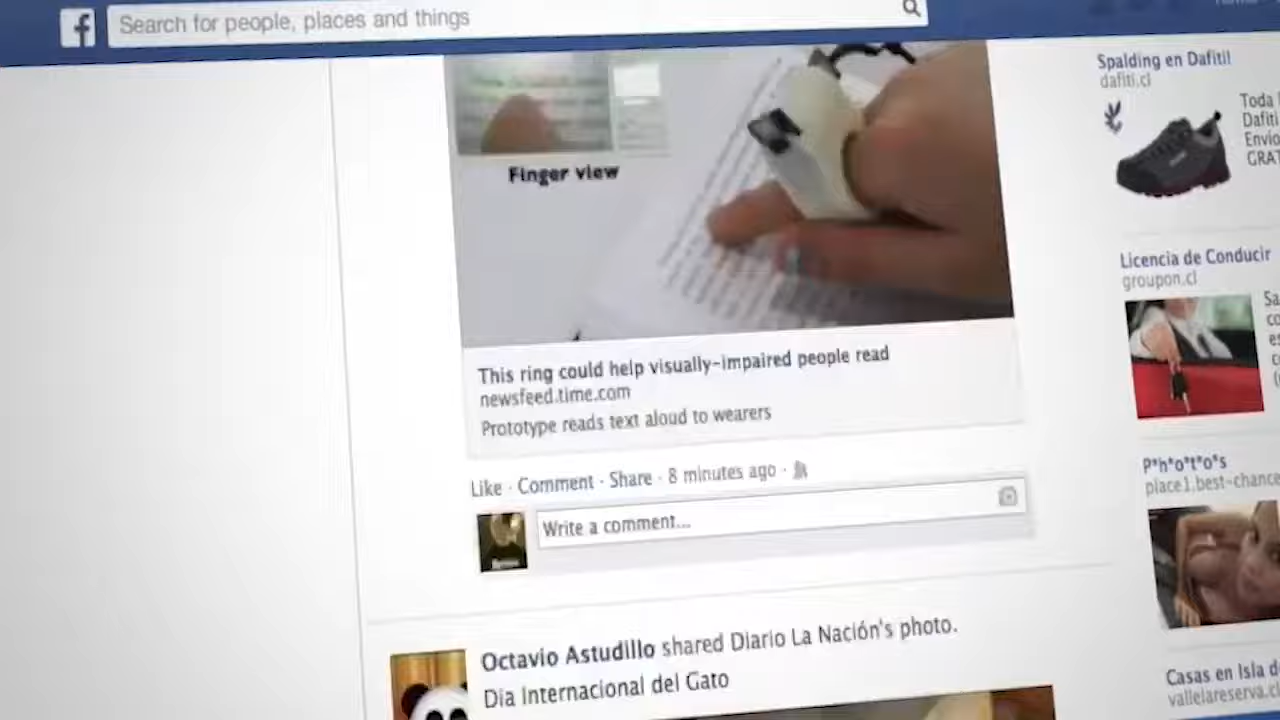 Search for people, places and things
Finger view
This ring could help visually-impaired people read
newsfeed.time.com
Prototype reads text aloud to wearers
Like · Comment · Share · 8 minutes ago ·
Write a comment...
Octavio Astudillo shared Diario La Nación's photo.
Dia Internacional del Gato
Spalding en Dafiti!
dafiti.cl
Toda
Dafiti
Envío
GRAT
Licencia de Conducir
groupon.cl
P*h*o*t*o*s
place1.best-chance
Casas en Isla d
vallelareserva.c